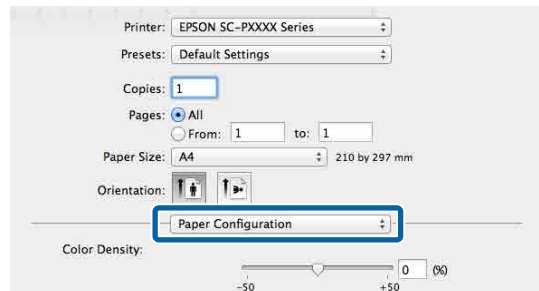 Printer: EPSON SC-PXXXX Series
Presets: Default Settings
Copies: 1
Pages: All
From: 1 to: 1
Paper Size: A4 210 by 297 mm
Orientation:
Paper Configuration
Color Density:
0 (%)
-50 +50